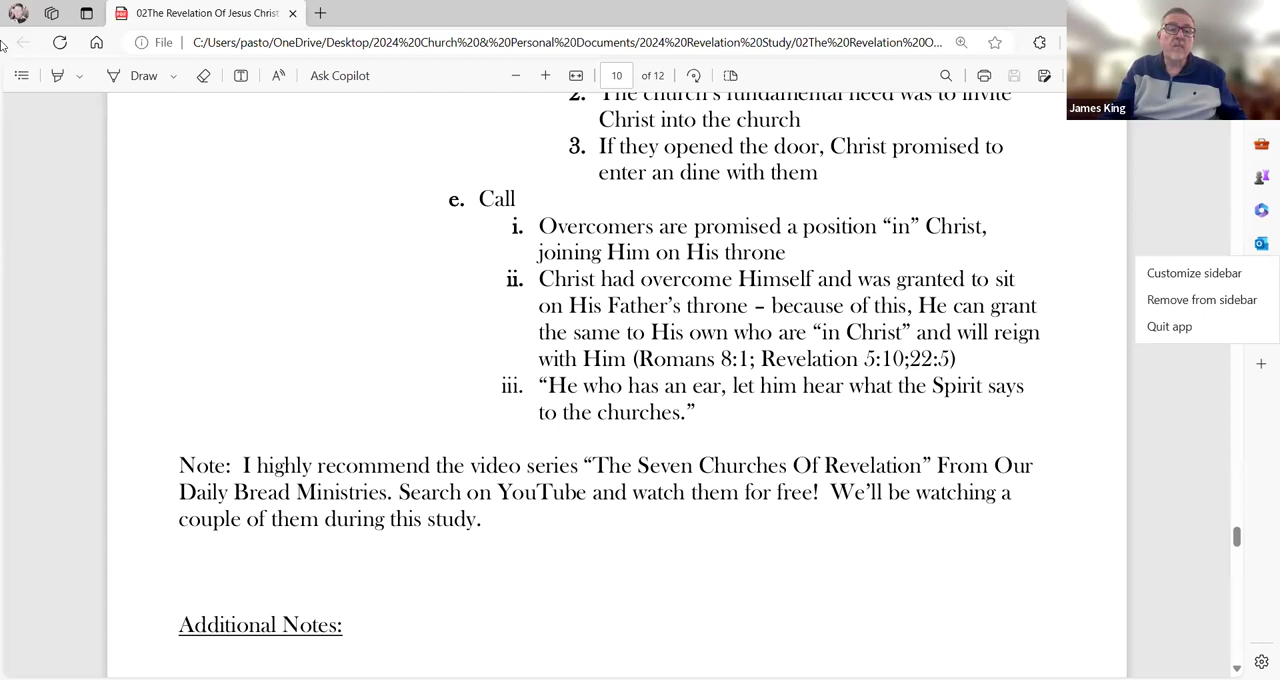 02The Revelation Of Jesus Christ
File
C:/Users/pasto/OneDrive/Desktop/2024%20Church%20&%20Personal%20Documents/2024%20Revelation%20Study/02The%20Revelation%20O...
Draw
Ask Copilot
10 of 12
James King
2. The church's fundamental need was to invite
Christ into the church
3. If they opened the door, Christ promised to
enter an dine with them
e. Call
i. Overcomers are promised a position “in” Christ,
joining Him on His throne
ii. Christ had overcome Himself and was granted to sit
on His Father’s throne – because of this, He can grant
the same to His own who are “in Christ” and will reign
with Him (Romans 8:1; Revelation 5:10;22:5)
iii. “He who has an ear, let him hear what the Spirit says
to the churches.”
Note: I highly recommend the video series “The Seven Churches Of Revelation” From Our
Daily Bread Ministries. Search on YouTube and watch them for free! We’ll be watching a
couple of them during this study.
Additional Notes:
Customize sidebar
Remove from sidebar
Quit app